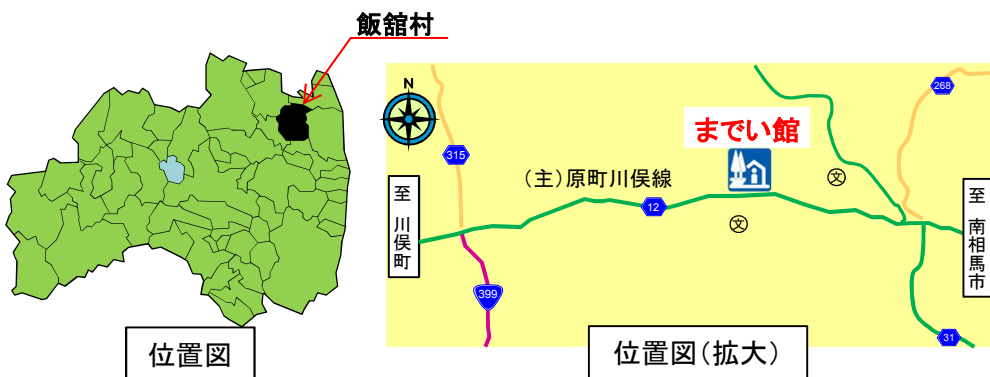 飯舘村
位置図
N
315
至 川俣町
(主)原町川俣線
12
までい館
文
文
268
至 南相馬市
399
31
位置図(拡大)